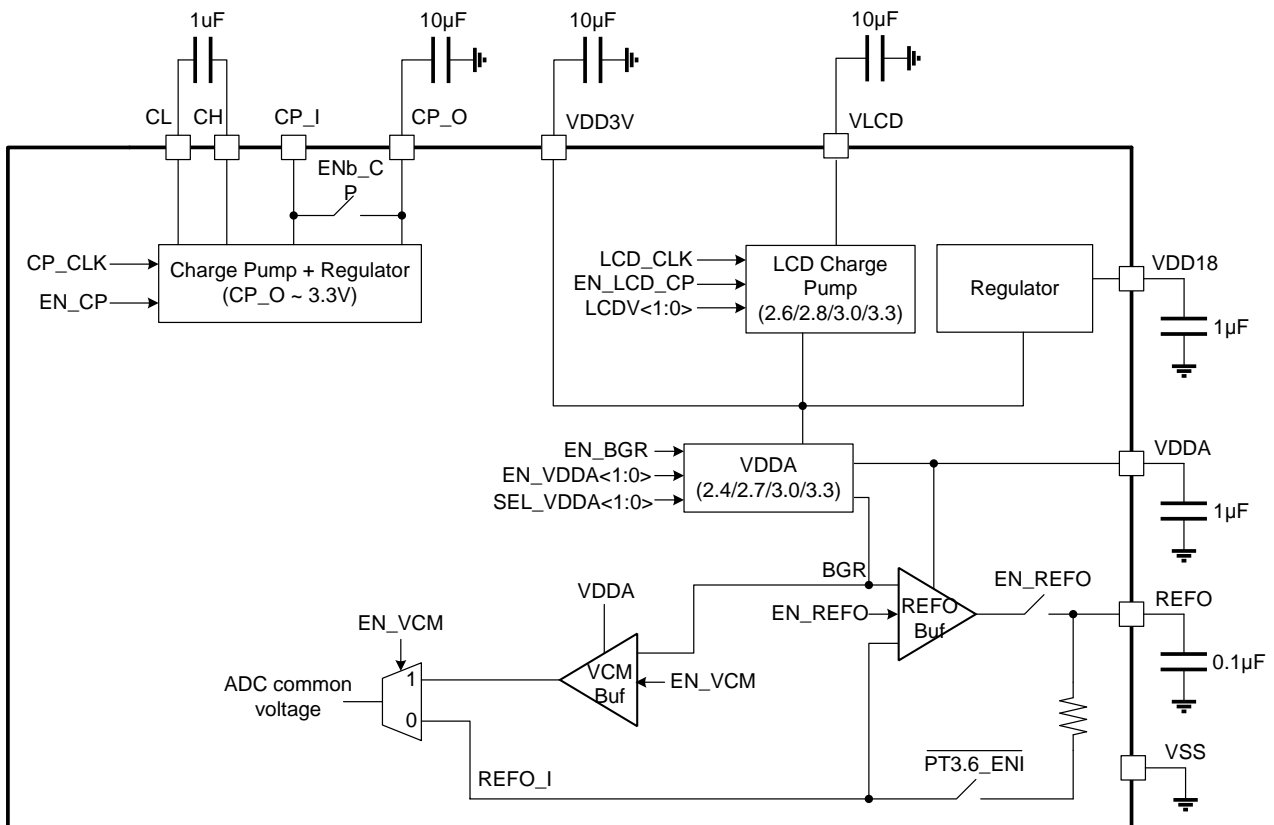 1uF
10µF
10µF
10µF
CL
CH
CP_I
CP_O
VDD3V
VLCD
ENb_C
P
CP_CLK
EN_CP
Charge Pump + Regulator
(CP_O ~ 3.3V)
LCD_CLK
EN_LCD_CP
LCDV<1:0>
LCD Charge
Pump
(2.6/2.8/3.0/3.3)
Regulator
VDD18
1µF
EN_BGR
EN_VDDA<1:0>
SEL_VDDA<1:0>
VDDA
(2.4/2.7/3.0/3.3)
VDDA
1µF
BGR
EN_REFO
REFO
Buf
EN_REFO
REFO
0.1µF
VDDA
EN_VCM
VCM
Buf
EN_VCM
ADC common
voltage
1
0
REFO_I
PT3.6_ENI
VSS